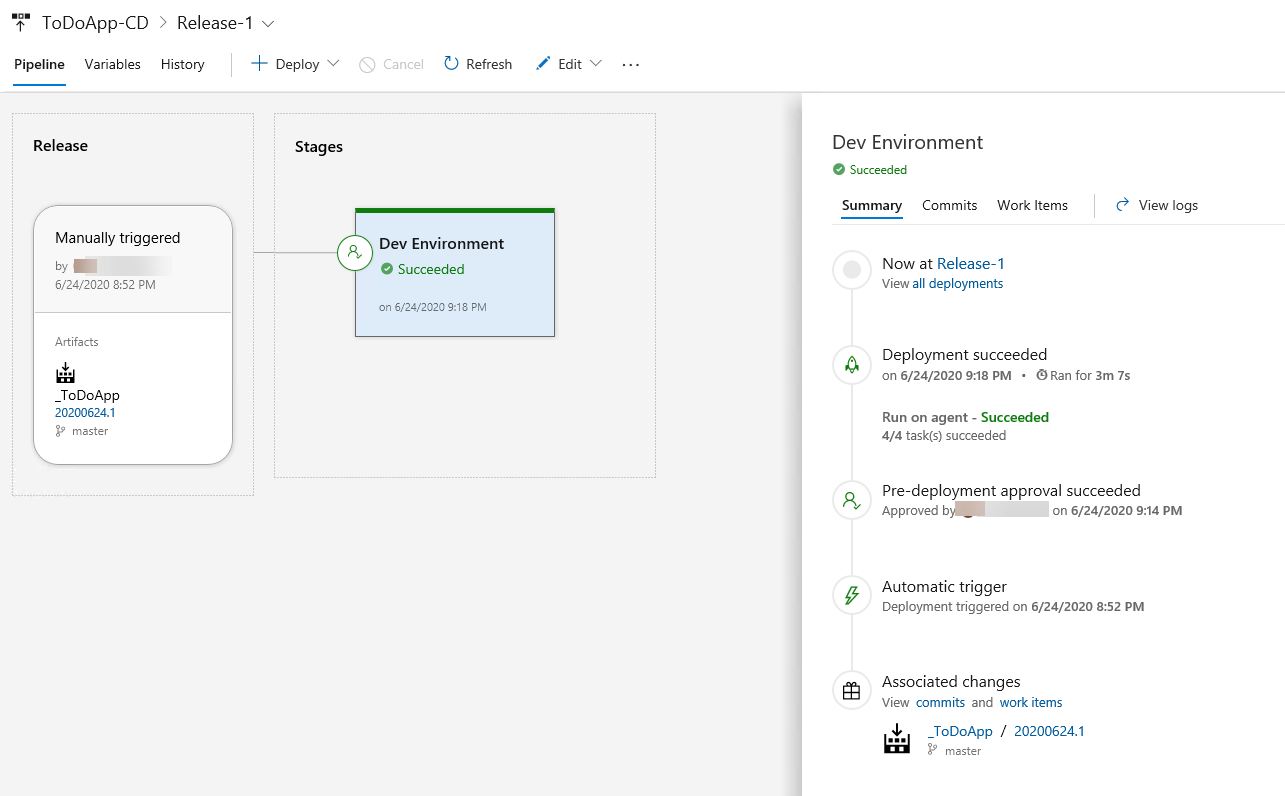 ToDoApp-CD > Release-1
Pipeline Variables History Deploy Cancel Refresh Edit ...
Release
Manually triggered
by
6/24/2020 8:52 PM
Artifacts
_ToDoApp
20200624.1
master
Stages
Dev Environment
Succeeded
on 6/24/2020 9:18 PM
Dev Environment
Succeeded
Summary Commits Work Items View logs
Now at Release-1
View all deployments
Deployment succeeded
on 6/24/2020 9:18 PM • Ran for 3m 7s
Run on agent - Succeeded
4/4 task(s) succeeded
Pre-deployment approval succeeded
Approved by on 6/24/2020 9:14 PM
Automatic trigger
Deployment triggered on 6/24/2020 8:52 PM
Associated changes
View commits and work items
_ToDoApp / 20200624.1
master